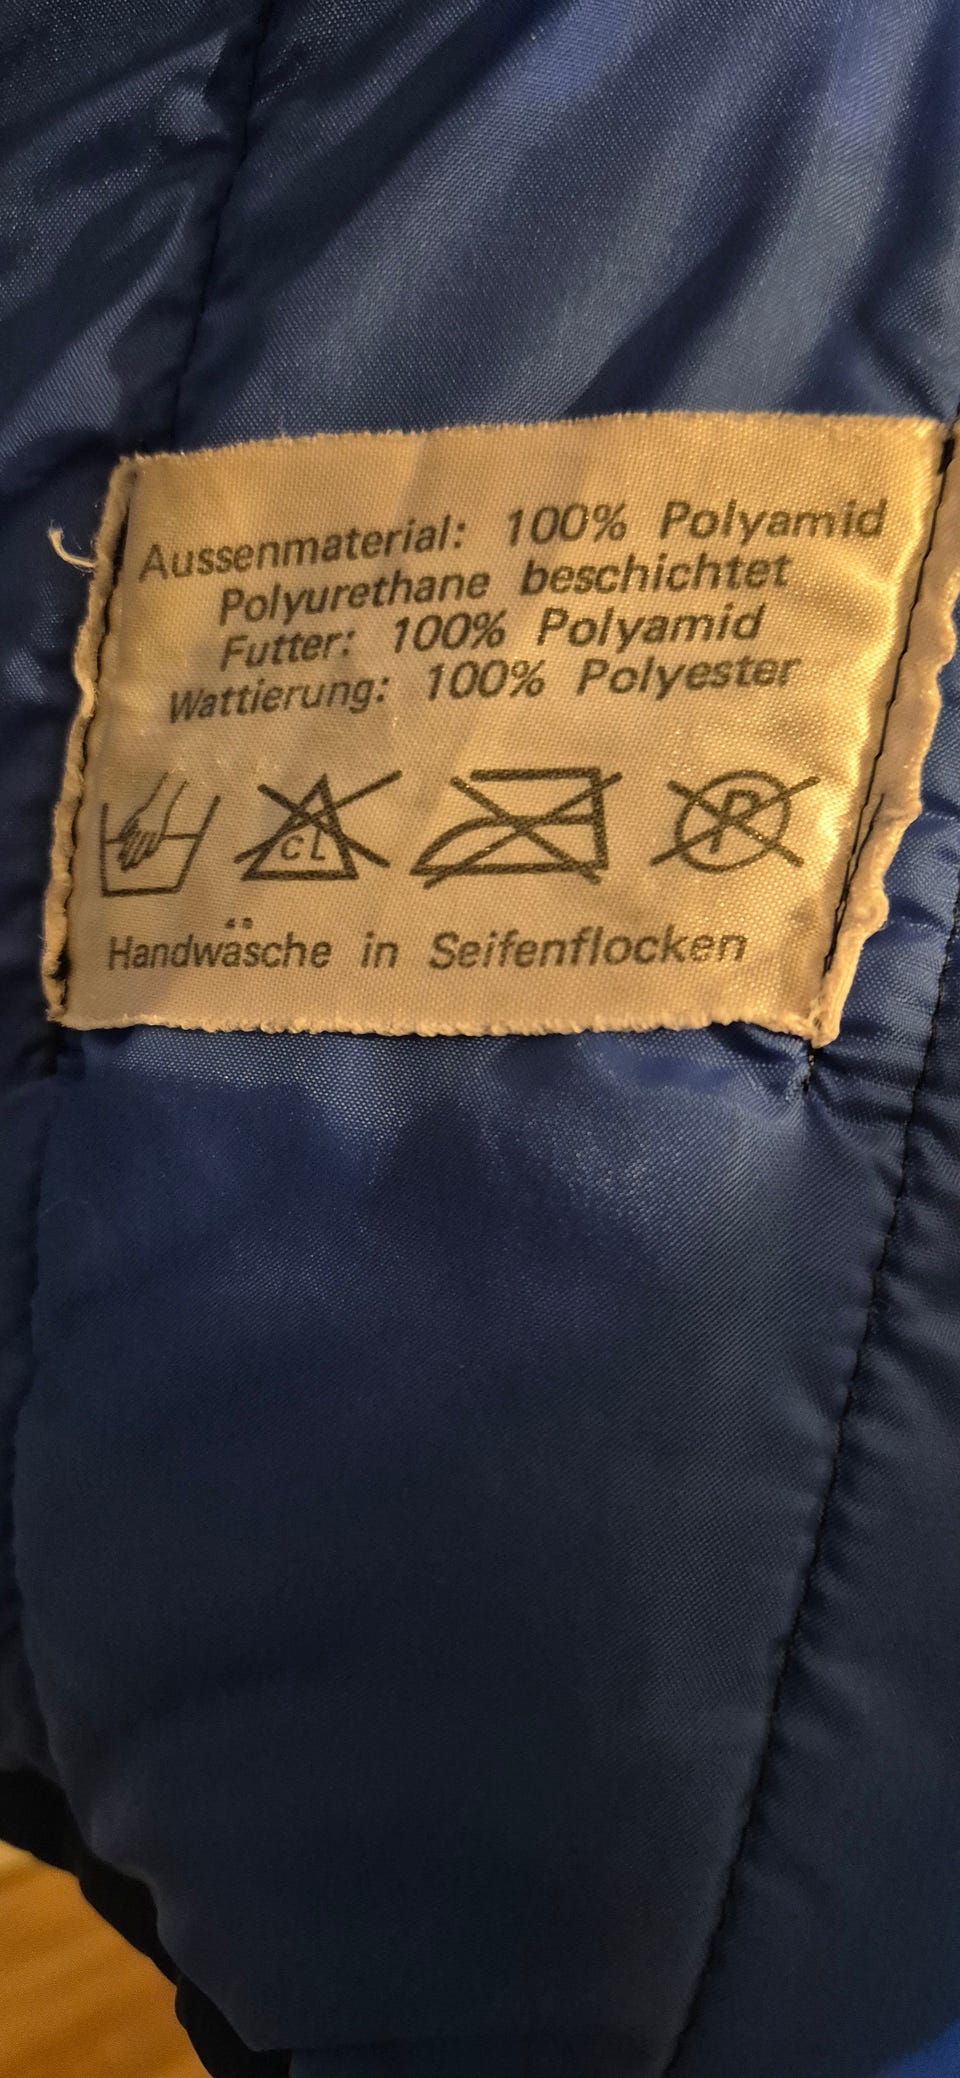 Aussenmaterial: 100% Polyamid
Polyurethane beschichtet
Futter: 100% Polyamid
Wattierung: 100% Polyester
CL P
Handwäsche in Seifenflocken